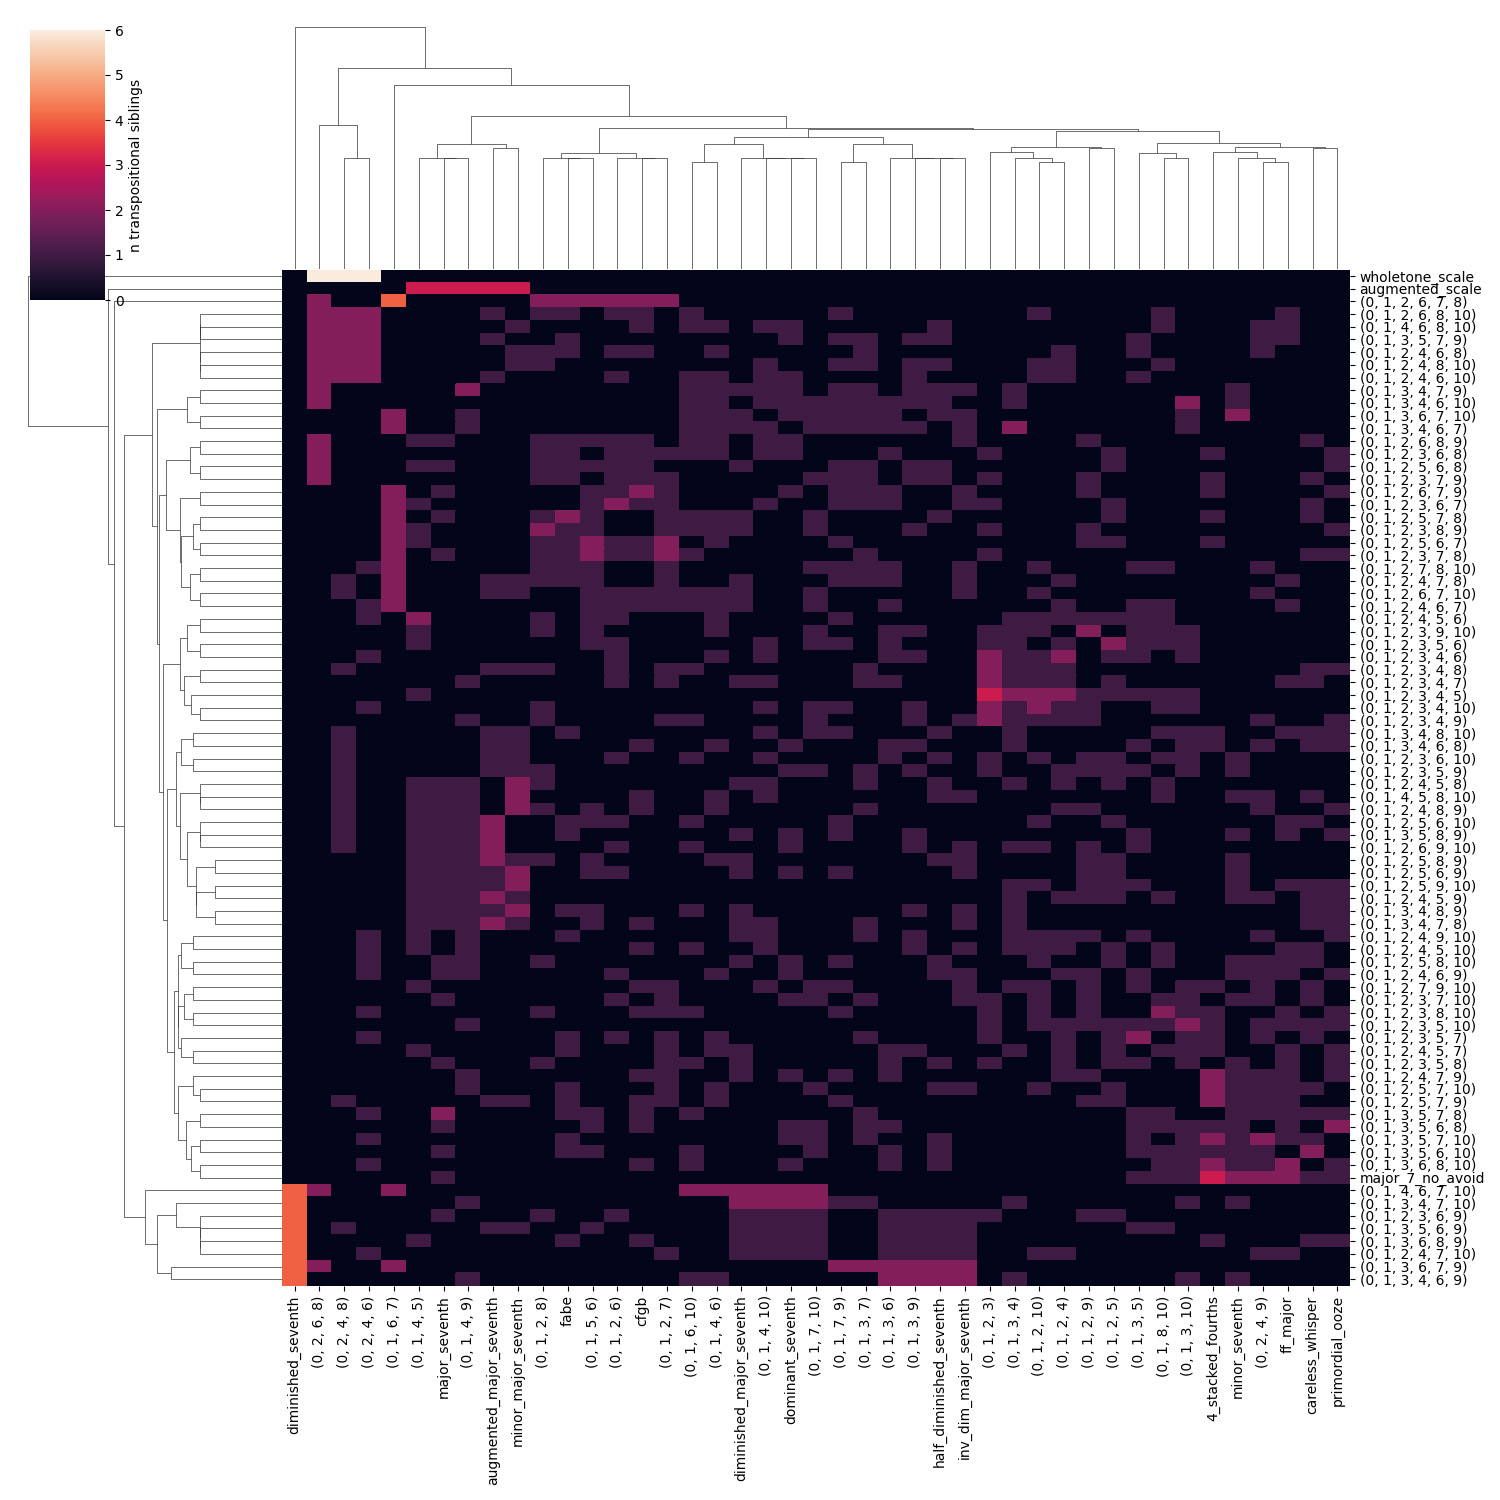 6
5
4
3
2
1
0
n transpositional siblings
wholetone_scale
augmented_scale
(0, 1, 2, 6, 7, 8)
(0, 1, 2, 6, 8, 10)
(0, 1, 4, 6, 8, 10)
(0, 1, 3, 5, 7, 9)
(0, 1, 2, 4, 6, 8)
(0, 1, 2, 4, 8, 10)
(0, 1, 2, 4, 6, 10)
(0, 1, 3, 4, 7, 9)
(0, 1, 3, 4, 6, 10)
(0, 1, 3, 6, 7, 10)
(0, 1, 3, 4, 6, 7)
(0, 1, 2, 6, 8, 9)
(0, 1, 2, 3, 6, 8)
(0, 1, 2, 5, 6, 8)
(0, 1, 2, 3, 7, 9)
(0, 1, 2, 6, 7, 9)
(0, 1, 2, 3, 6, 7)
(0, 1, 2, 5, 7, 8)
(0, 1, 2, 3, 8, 9)
(0, 1, 2, 5, 6, 7)
(0, 1, 2, 3, 7, 8)
(0, 1, 2, 7, 8, 10)
(0, 1, 2, 4, 7, 8)
(0, 1, 2, 6, 7, 10)
(0, 1, 2, 4, 6, 7)
(0, 1, 2, 4, 5, 6)
(0, 1, 2, 3, 9, 10)
(0, 1, 2, 3, 5, 6)
(0, 1, 2, 3, 4, 6)
(0, 1, 2, 3, 4, 8)
(0, 1, 2, 3, 4, 7)
(0, 1, 2, 3, 4, 5)
(0, 1, 2, 3, 4, 10)
(0, 1, 2, 3, 4, 9)
(0, 1, 3, 4, 8, 10)
(0, 1, 3, 4, 6, 8)
(0, 1, 2, 3, 6, 10)
(0, 1, 2, 3, 5, 9)
(0, 1, 2, 4, 5, 8)
(0, 1, 4, 5, 8, 10)
(0, 1, 2, 4, 8, 9)
(0, 1, 2, 5, 6, 10)
(0, 1, 3, 5, 8, 9)
(0, 1, 2, 6, 9, 10)
(0, 1, 2, 5, 8, 9)
(0, 1, 2, 5, 6, 9)
(0, 1, 2, 5, 9, 10)
(0, 1, 2, 4, 5, 9)
(0, 1, 3, 4, 8, 9)
(0, 1, 3, 4, 7, 8)
(0, 1, 2, 4, 9, 10)
(0, 1, 2, 4, 5, 10)
(0, 1, 2, 5, 8, 10)
(0, 1, 2, 4, 6, 9)
(0, 1, 2, 7, 9, 10)
(0, 1, 2, 3, 7, 10)
(0, 1, 2, 3, 8, 10)
(0, 1, 2, 3, 5, 10)
(0, 1, 2, 3, 5, 7)
(0, 1, 2, 4, 5, 7)
(0, 1, 2, 3, 5, 8)
(0, 1, 2, 4, 7, 9)
(0, 1, 2, 5, 7, 10)
(0, 1, 2, 5, 7, 9)
(0, 1, 3, 5, 7, 8)
(0, 1, 3, 5, 6, 8)
(0, 1, 3, 5, 7, 10)
(0, 1, 3, 5, 6, 10)
(0, 1, 3, 6, 8, 10)
major_7_no_avoid
(0, 1, 4, 6, 7, 10)
(0, 1, 3, 4, 7, 10)
(0, 1, 2, 3, 6, 9)
(0, 1, 3, 5, 6, 9)
(0, 1, 3, 6, 8, 9)
(0, 1, 2, 4, 7, 10)
(0, 1, 3, 6, 7, 9)
(0, 1, 3, 4, 6, 9)
diminished_seventh
(0, 2, 6, 8)
(0, 2, 4, 8)
(0, 2, 4, 6)
(0, 1, 6, 7)
(0, 1, 4, 5)
major_seventh
(0, 1, 4, 9)
augmented_major_seventh
minor_major_seventh
(0, 1, 2, 8)
fabe
(0, 1, 5, 6)
(0, 1, 2, 6)
cfgb
(0, 1, 2, 7)
(0, 1, 6, 10)
(0, 1, 4, 6)
diminished_major_seventh
(0, 1, 4, 10)
dominant_seventh
(0, 1, 7, 10)
(0, 1, 7, 9)
(0, 1, 3, 7)
(0, 1, 3, 6)
(0, 1, 3, 9)
half_diminished_seventh
inv_dim_major_seventh
(0, 1, 2, 3)
(0, 1, 3, 4)
(0, 1, 2, 10)
(0, 1, 2, 4)
(0, 1, 2, 9)
(0, 1, 2, 5)
(0, 1, 3, 5)
(0, 1, 8, 10)
(0, 1, 3, 10)
4_stacked_fourths
minor_seventh
(0, 2, 4, 9)
ff_major
careless_whisper
primordial_ooze